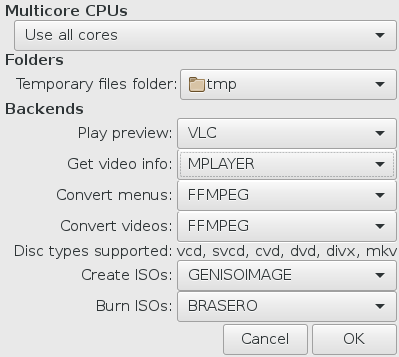 Multicore CPUs
Use all cores
Folders
Temporary files folder: tmp
Backends
Play preview: VLC
Get video info: MPLAYER
Convert menus: FFMPEG
Convert videos: FFMPEG
Disc types supported: vcd, svcd, cvd, dvd, divx, mkv
Create ISOs: GENISOIMAGE
Burn ISOs: BRASERO
Cancel OK